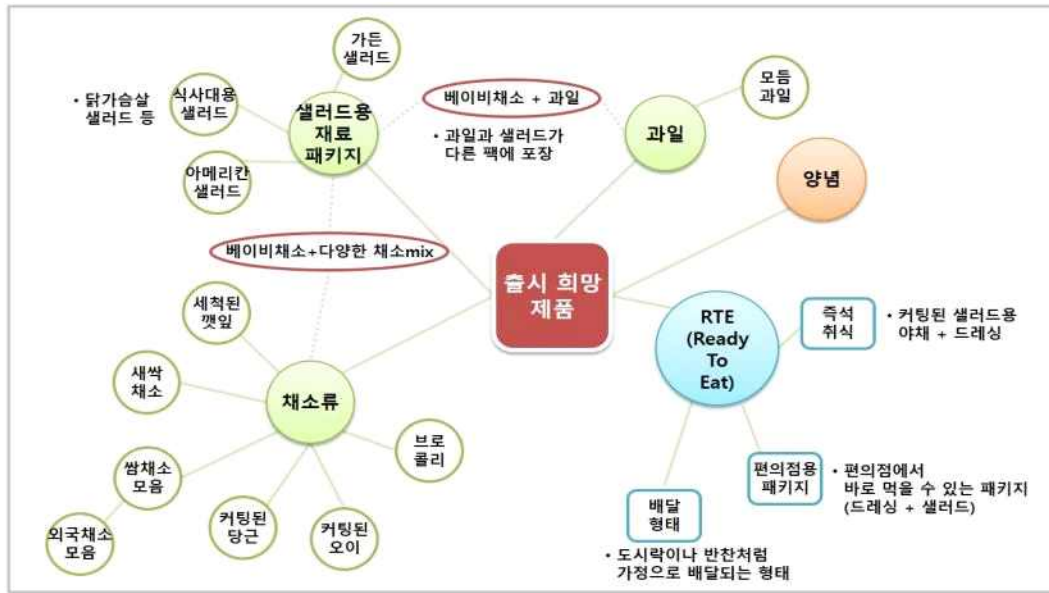 가든
샐러드
• 닭가슴살
샐러드 등
식사대용
샐러드
아메리칸
샐러드
샐러드용
재료
패키지
베이비채소 + 과일
• 과일과 샐러드가
다른 팩에 포장
과일
모듬
과일
양념
베이비채소+다양한 채소mix
출시 희망
제품
RTE
(Ready
To
Eat)
즉석
취식
• 커팅된 샐러드용
야채 + 드레싱
편의점용
패키지
• 편의점에서
바로 먹을 수 있는 패키지
(드레싱 + 샐러드)
배달
형태
• 도시락이나 반찬처럼
가정으로 배달되는 형태
채소류
세척된
깻잎
새싹
채소
쌈채소
모음
외국채소
모음
커팅된
당근
커팅된
오이
브로
콜리